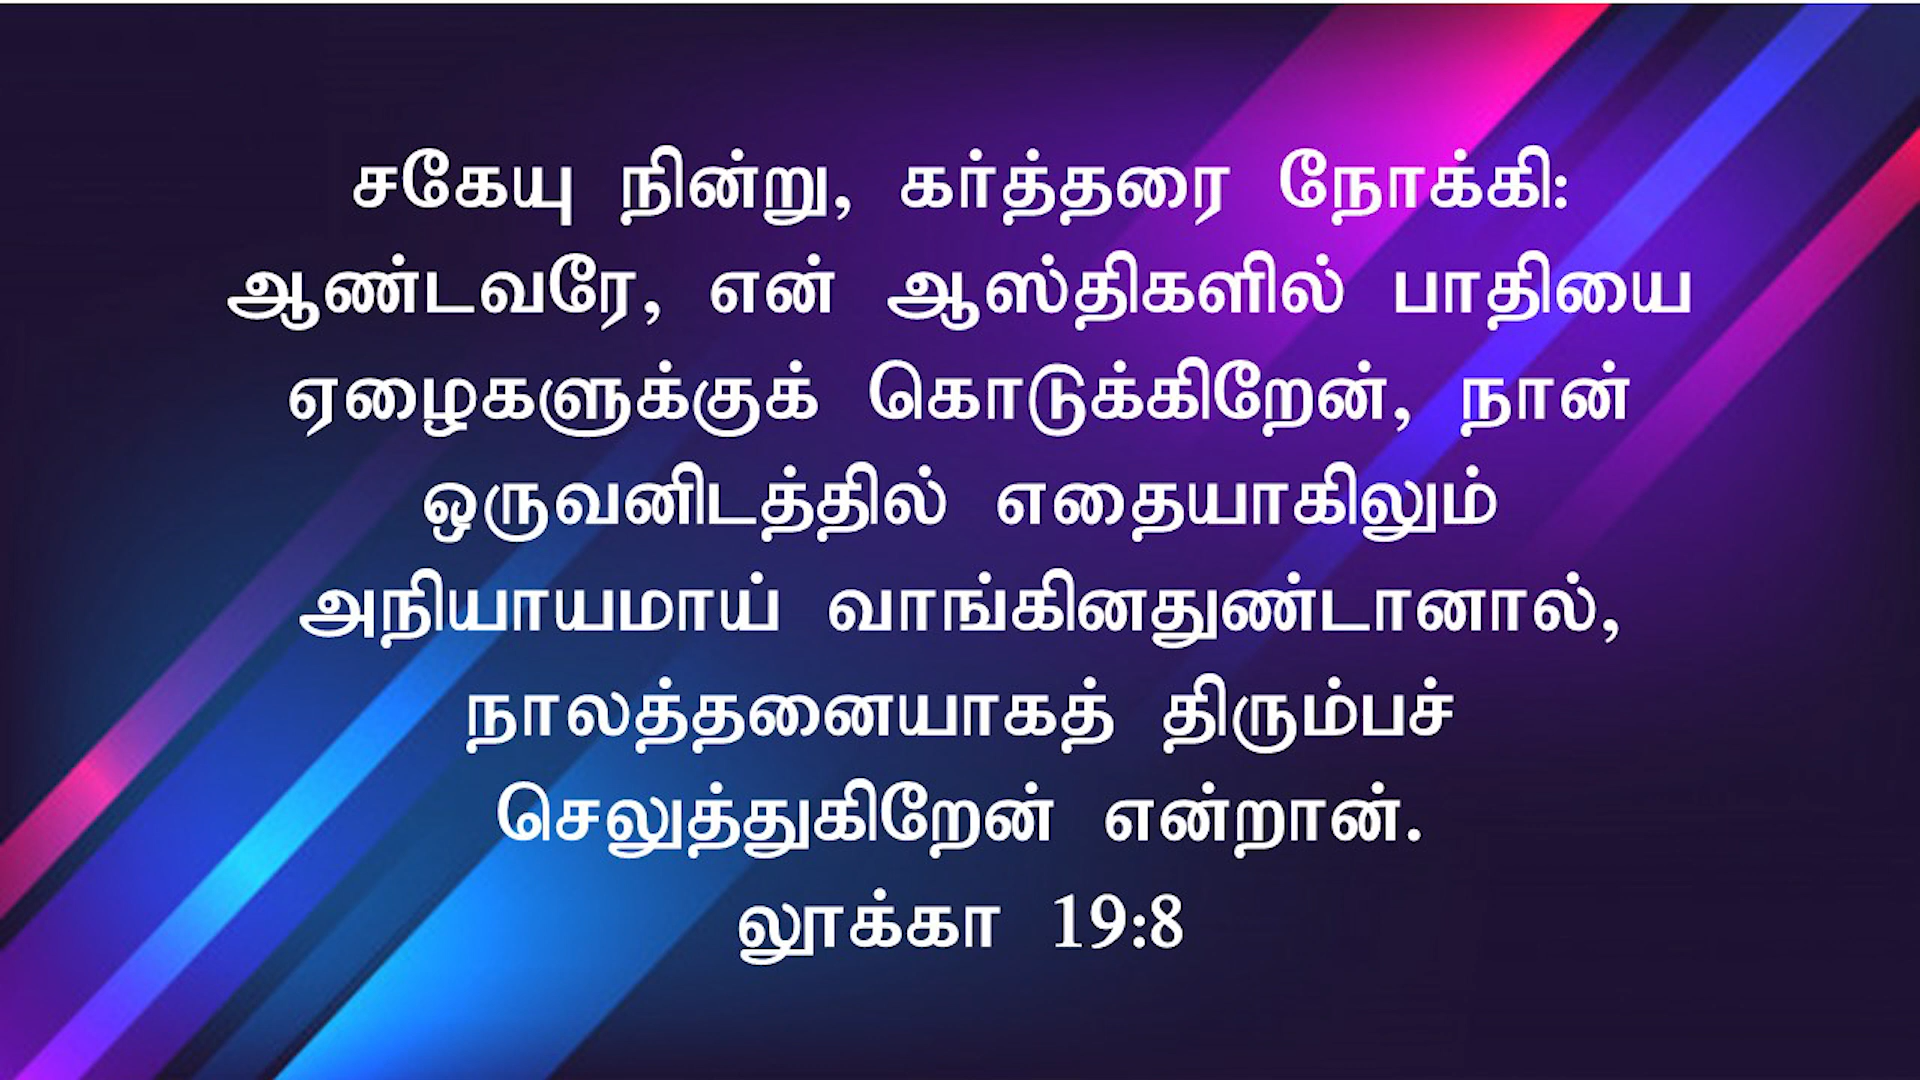 சகேயு நின்று, கர்த்தரை நோக்கி:
ஆண்டவரே, என் ஆஸ்திகளில் பாதியை
ஏழைகளுக்குக் கொடுக்கிறேன், நான்
ஒருவனிடத்தில் எதையாகிலும்
அநியாயமாய் வாங்கினதுண்டானால்,
நாலத்தனையாகத் திரும்பச்
செலுத்துகிறேன் என்றான்.
லூக்கா 19:8